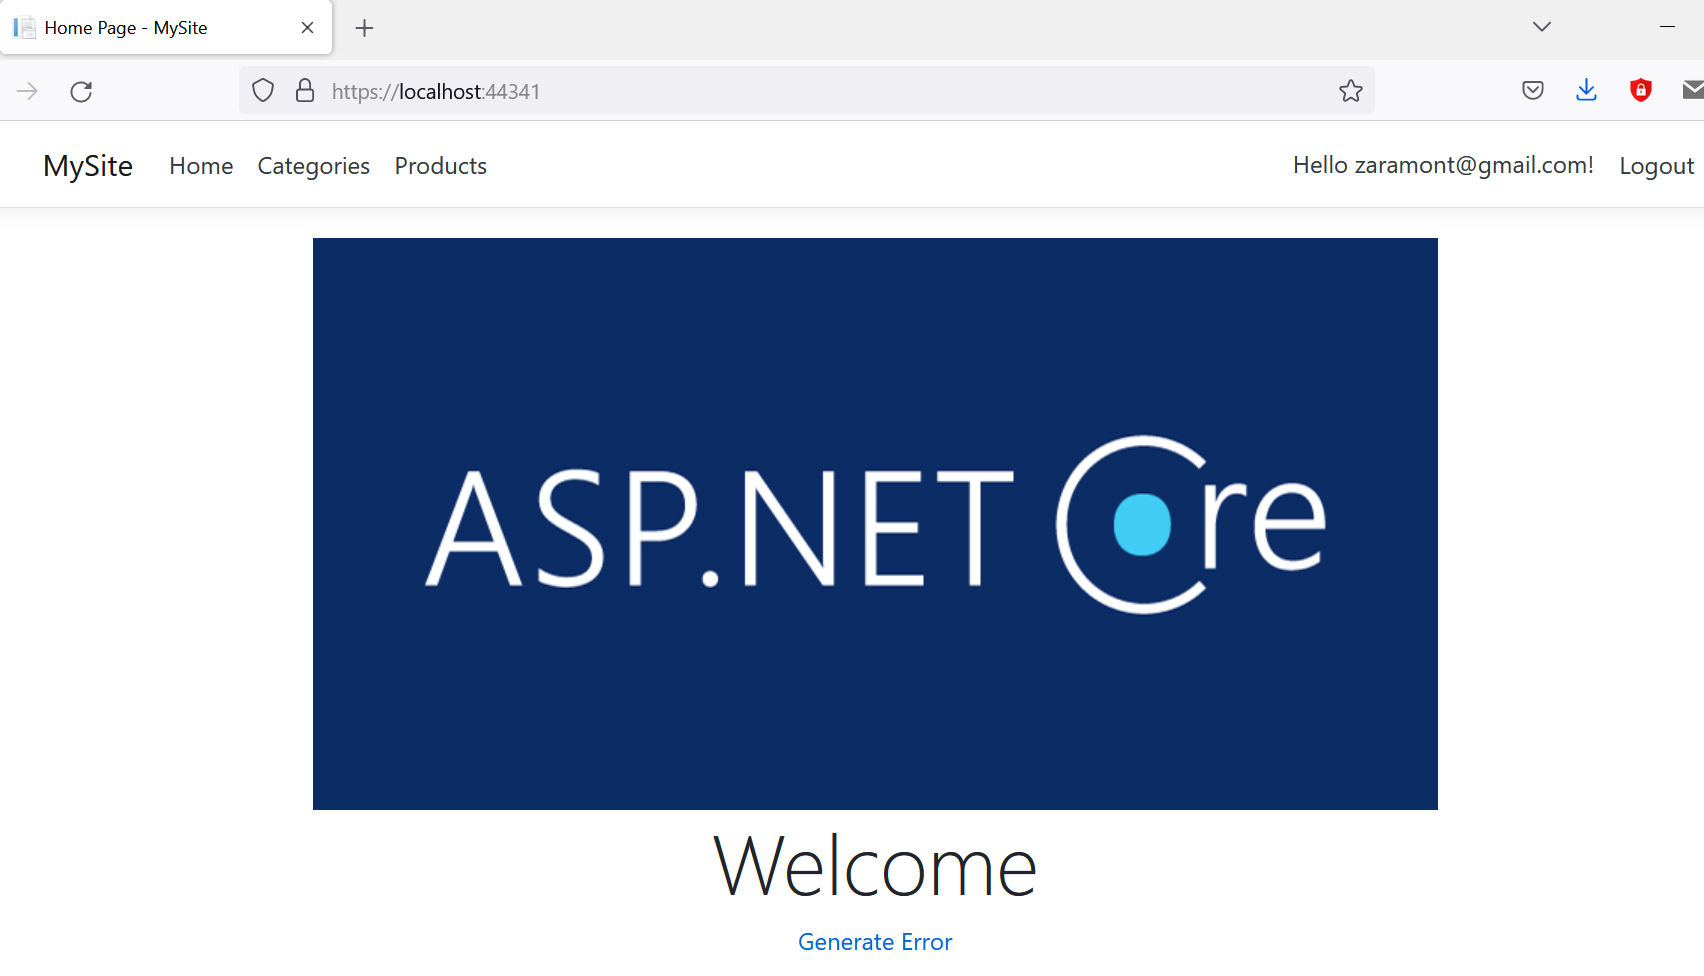 Home Page - MySite
https://localhost:44341
MySite Home Categories Products Hello zaramont@gmail.com! Logout
ASP.NET Core
Welcome
Generate Error